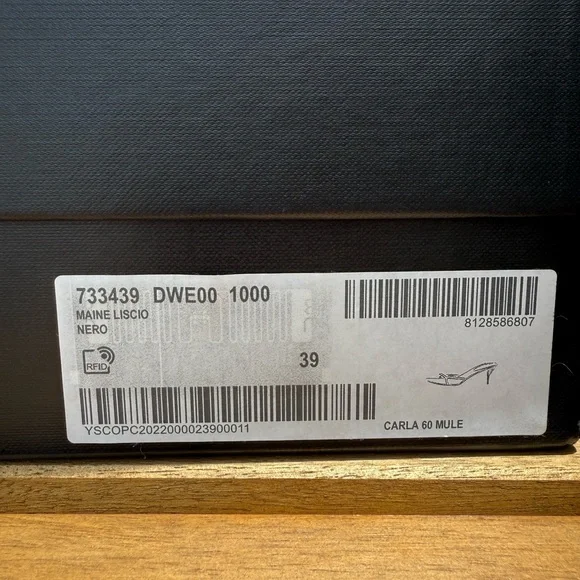 733439 DWE00 1000
MAINE LISCIO
NERO
8128586807
RFID
39
YSCOPC2022000023900011
CARLA 60 MULE